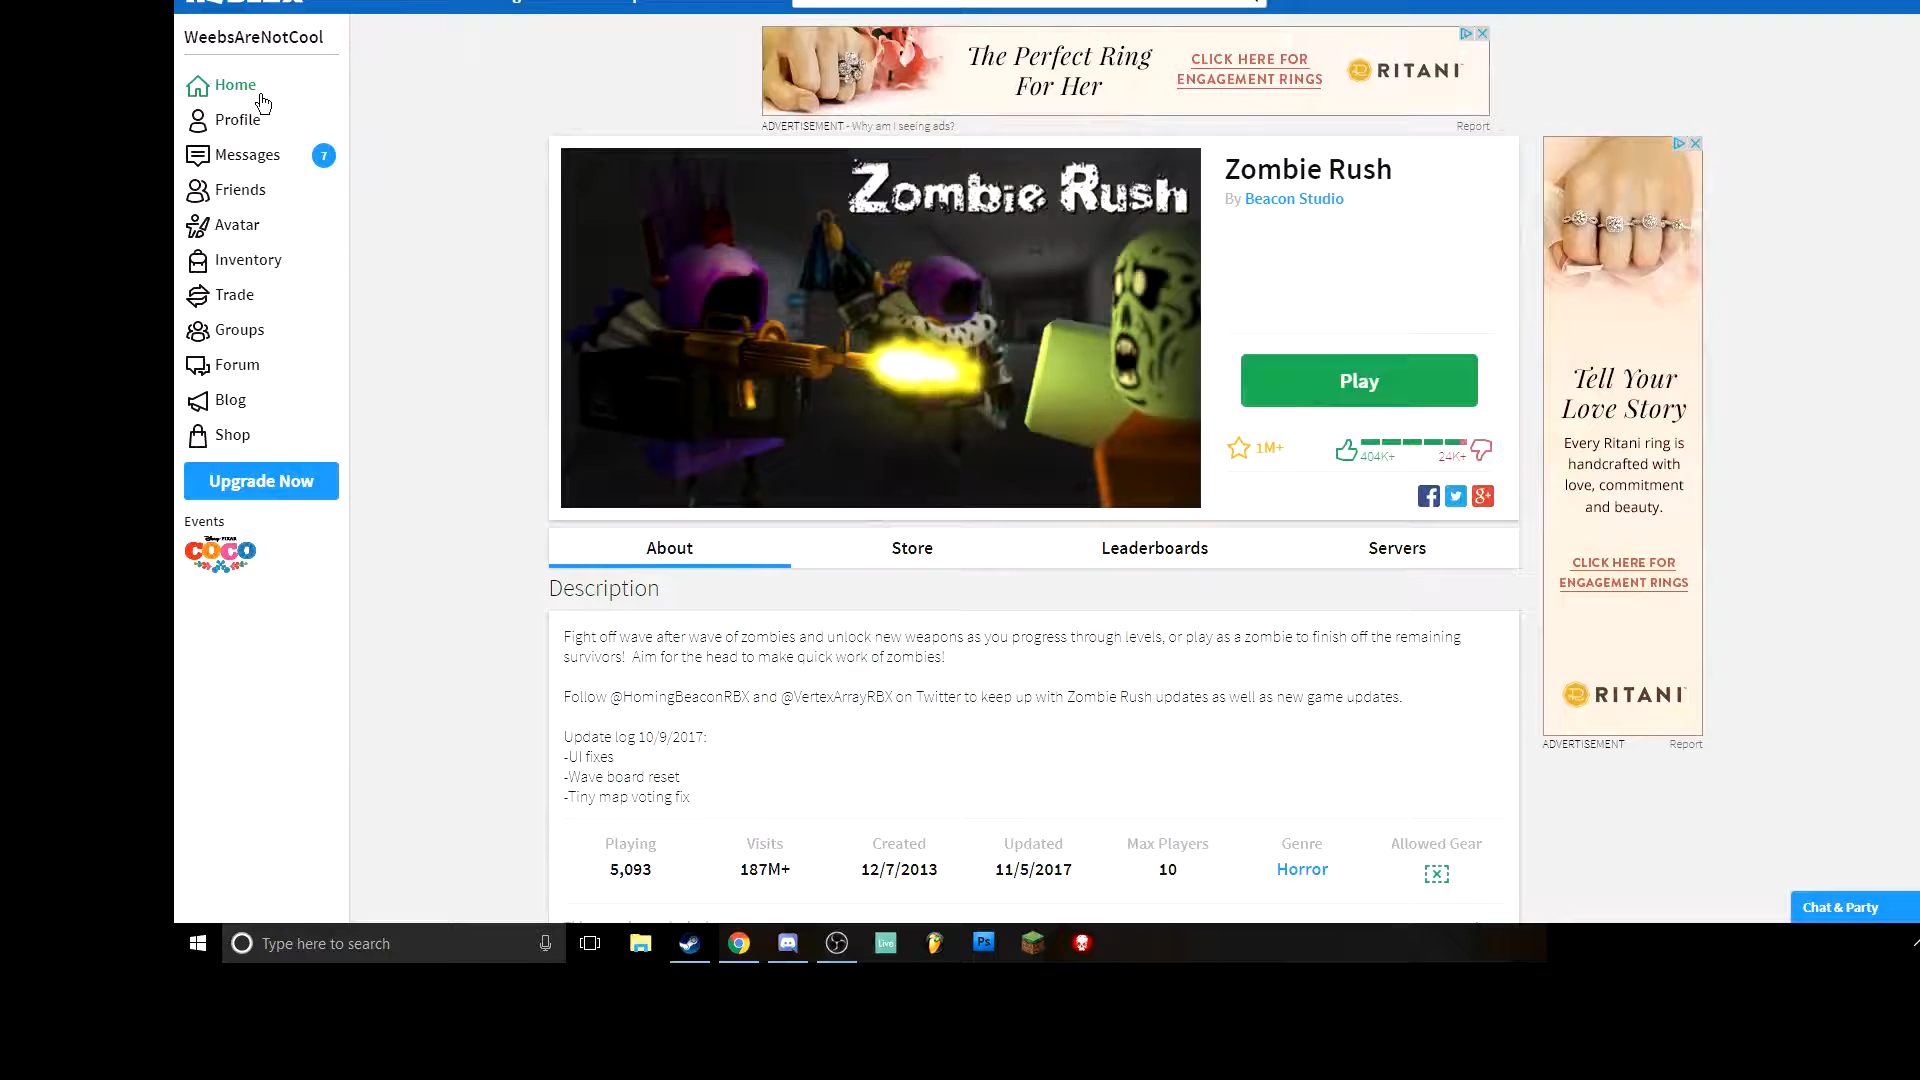 WeebsAreNotCool
Home
Profile
Messages
7
Friends
Avatar
Inventory
Trade
Groups
Forum
Blog
Shop
Upgrade Now
Events
Disney·PIXAR
COCO
The Perfect Ring
For Her
CLICK HERE FOR
ENGAGEMENT RINGS
RITANI
ADVERTISEMENT - Why am I seeing ads?
Report
Zombie Rush
Zombie Rush
By Beacon Studio
Play
1M+
404K+
24K+
About
Store
Leaderboards
Servers
Description
Fight off wave after wave of zombies and unlock new weapons as you progress through levels, or play as a zombie to finish off the remaining
survivors! Aim for the head to make quick work of zombies!
Follow @HomingBeaconRBX and @VertexArrayRBX on Twitter to keep up with Zombie Rush updates as well as new game updates.
Update log 10/9/2017:
-UI fixes
-Wave board reset
-Tiny map voting fix
Playing
Visits
Created
Updated
Max Players
Genre
Allowed Gear
5,093
187M+
12/7/2013
11/5/2017
10
Horror
Tell Your
Love Story
Every Ritani ring is
handcrafted with
love, commitment
and beauty.
CLICK HERE FOR
ENGAGEMENT RINGS
RITANI
ADVERTISEMENT
Report
Chat & Party
Type here to search
Live
Ps